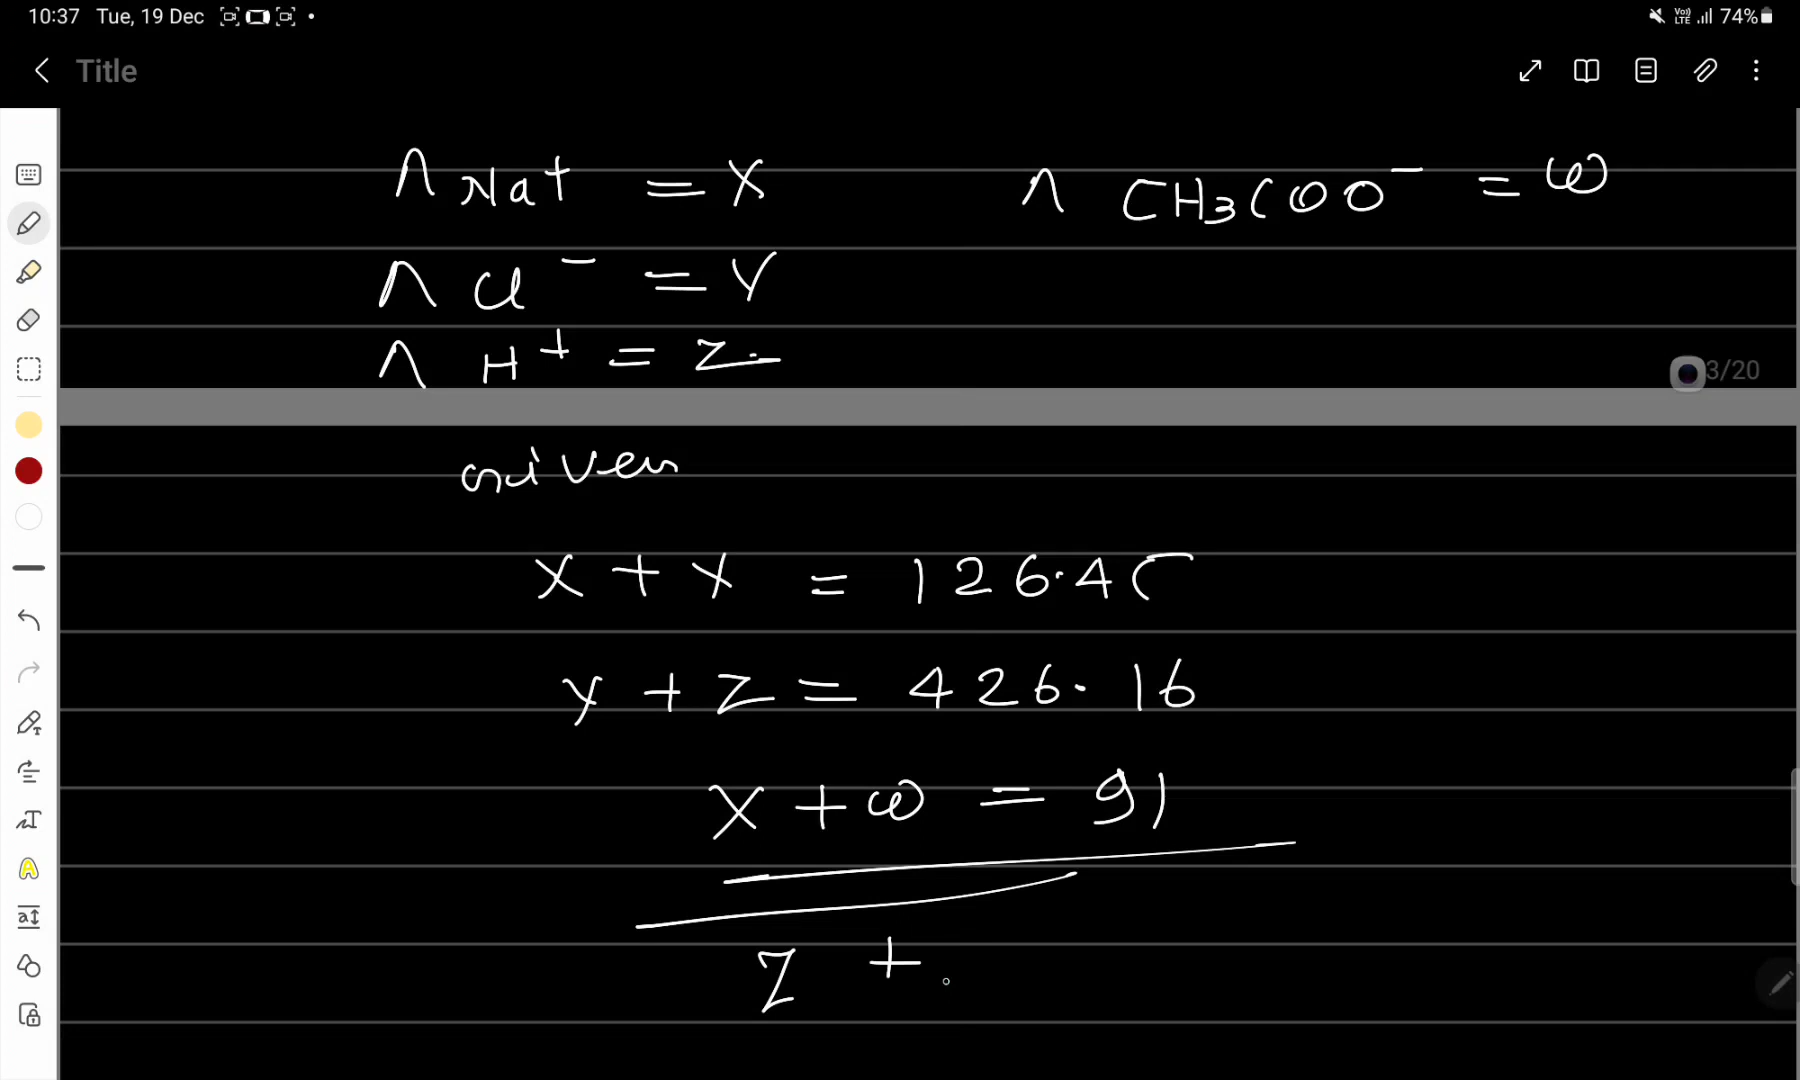 10:37 Tue, 19 Dec 74%
Title
Λ Na+ = X Λ CH3COO- = ω
Λ Cl- = Y
Λ H+ = Z
3/20
Given
X + Y = 126.45
y + Z = 426.16
X + ω = 91
Z +